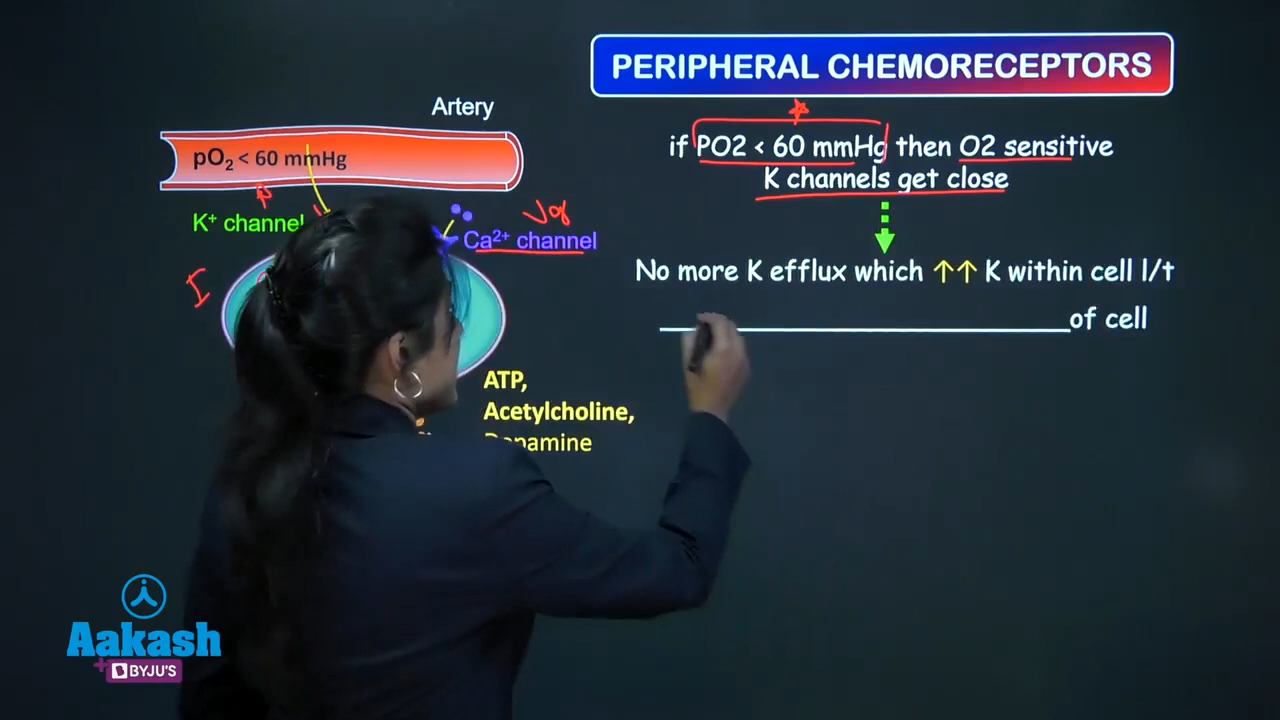 PERIPHERAL CHEMORECEPTORS
Artery
pO₂ < 60 mmHg
if PO2 < 60 mmHg then O2 sensitive
K channels get close
K⁺ channel
Ca²⁺ channel
I
No more K efflux which ↑↑ K within cell l/t
of cell
ATP,
Acetylcholine,
Dopamine
Aakash
+ BYJU'S